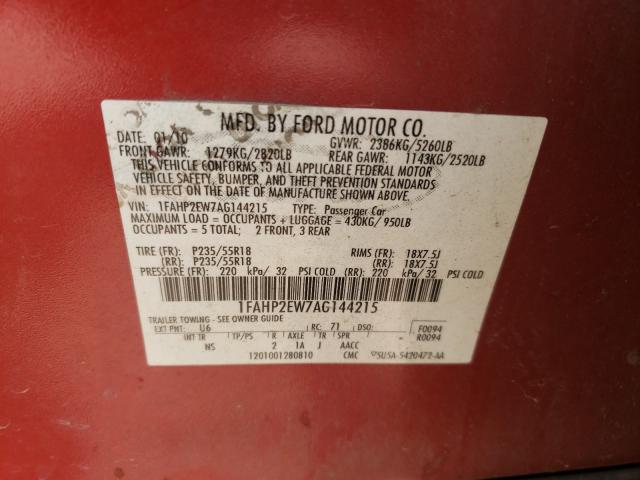 MFD. BY FORD MOTOR CO.
DATE: 01/10 GVWR: 2386KG/5260LB
FRONT GAWR: 1279KG/2820LB REAR GAWR: 1143KG/2520LB
THIS VEHICLE CONFORMS TO ALL APPLICABLE FEDERAL MOTOR
VEHICLE SAFETY, BUMPER, AND THEFT PREVENTION STANDARDS
IN EFFECT ON THE DATE OF MANUFACTURE SHOWN ABOVE.
VIN: 1FAHP2EW7AG144215 TYPE: Passenger Car
MAXIMUM LOAD = OCCUPANTS + LUGGAGE = 430KG/ 950LB
OCCUPANTS = 5 TOTAL; 2 FRONT, 3 REAR
TIRE (FR): P235/55R18 RIMS (FR): 18X7.5J
(RR): P235/55R18 (RR): 18X7.5J
PRESSURE (FR): 220 kPa/ 32 PSI COLD (RR): 220 kPa/ 32 PSI COLD
1FAHP2EW7AG144215
TRAILER TOWING - SEE OWNER GUIDE
EXT PNT: U6 RC: 71 DSO: F0094
R0094
INT TR TP/PS R AXLE TR SPR
NS 2 1A J AACC
1201001280810 CMC 5U5A-5420472-AA